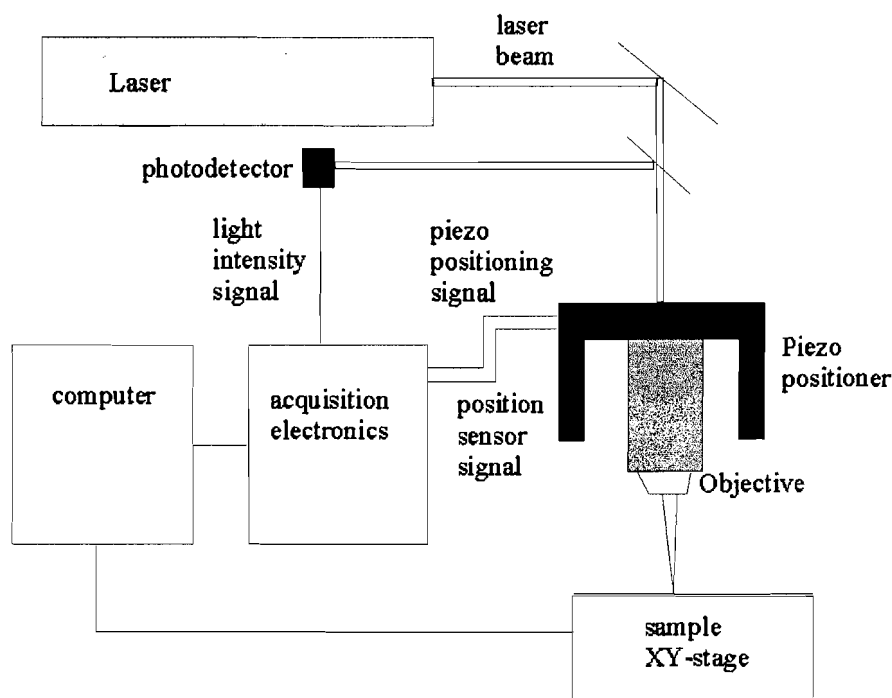 laser
beam
Laser
photodetector
light
intensity
signal
piezo
positioning
signal
Piezo
positioner
computer
acquisition
electronics
position
sensor
signal
Objective
sample
XY-stage